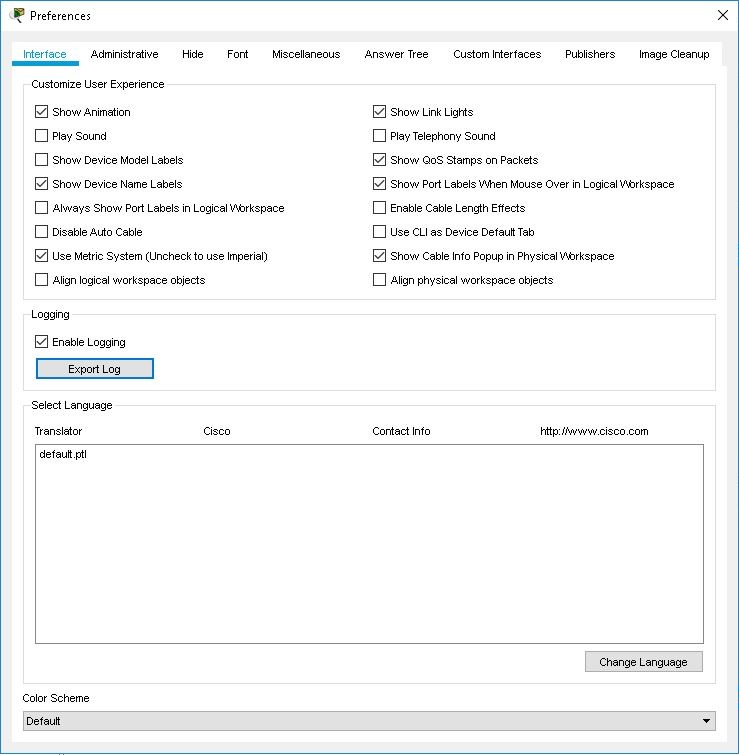 Preferences
Interface Administrative Hide Font Miscellaneous Answer Tree Custom Interfaces Publishers Image Cleanup
Customize User Experience
Show Animation Show Link Lights
Play Sound Play Telephony Sound
Show Device Model Labels Show QoS Stamps on Packets
Show Device Name Labels Show Port Labels When Mouse Over in Logical Workspace
Always Show Port Labels in Logical Workspace Enable Cable Length Effects
Disable Auto Cable Use CLI as Device Default Tab
Use Metric System (Uncheck to use Imperial) Show Cable Info Popup in Physical Workspace
Align logical workspace objects Align physical workspace objects
Logging
Enable Logging
Export Log
Select Language
Translator Cisco Contact Info http://www.cisco.com
default.ptl
Change Language
Color Scheme
Default